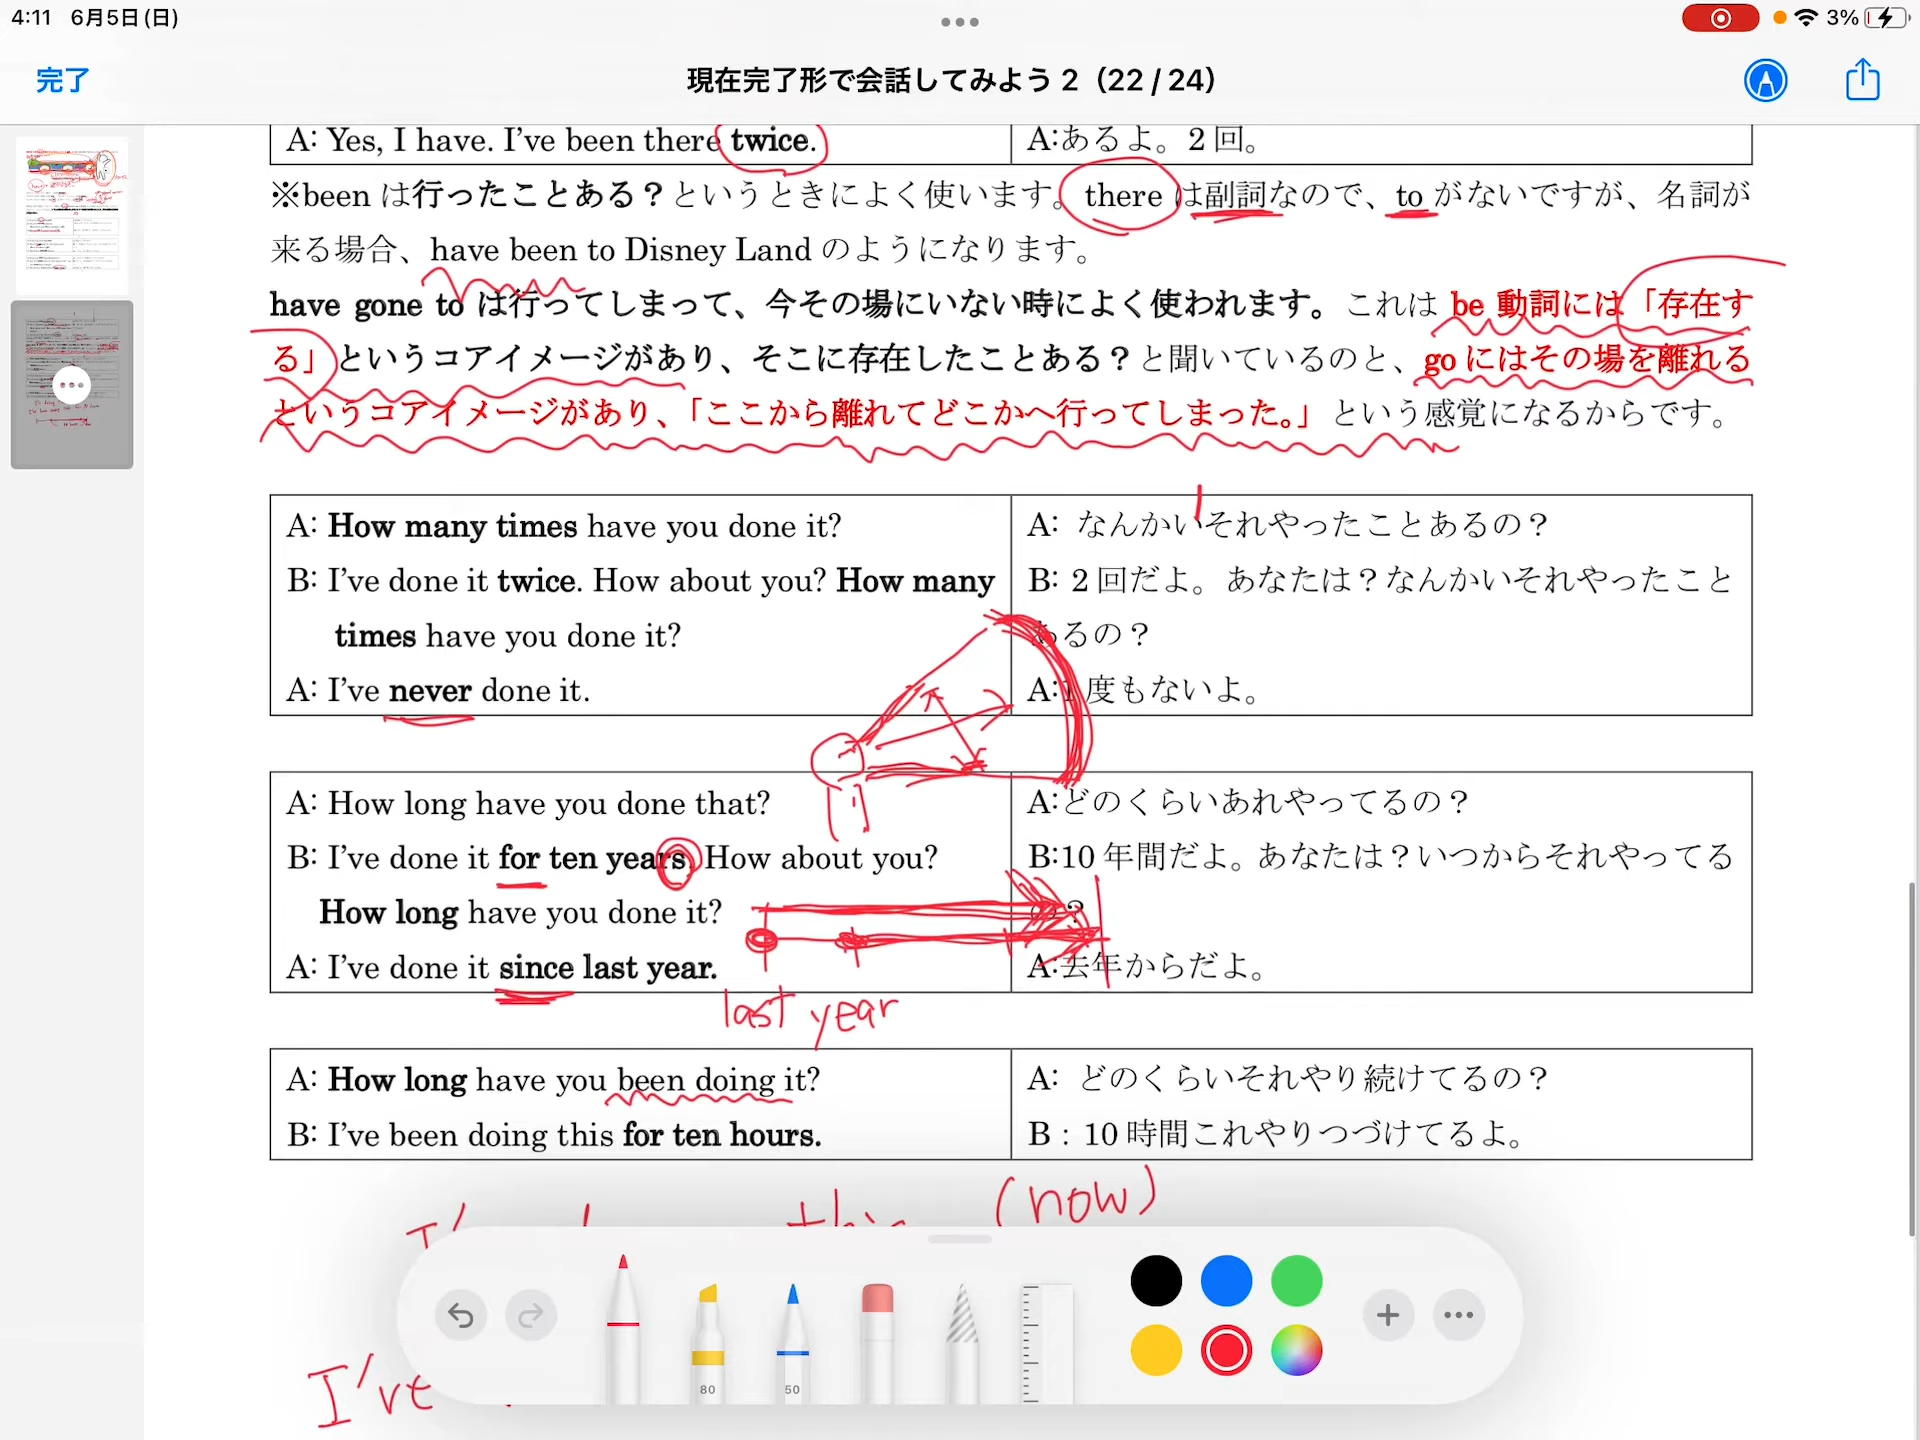 4:11 6月5日(日)
3%
完了
現在完了形で会話してみよう 2（22 / 24）
A: Yes, I have. I've been there twice.
A:あるよ。2 回。
※been は行ったことある？というときによく使います。there は副詞なので、to がないですが、名詞が
来る場合、have been to Disney Land のようになります。
have gone to は行ってしまって、今その場にいない時によく使われます。これは be 動詞には「存在す
る」というコアイメージがあり、そこに存在したことある？と聞いているのと、go にはその場を離れる
というコアイメージがあり、「ここから離れてどこかへ行ってしまった。」という感覚になるからです。
A: How many times have you done it?
B: I've done it twice. How about you? How many
times have you done it?
A: I've never done it.
A: なんかいそれやったことあるの？
B: 2 回だよ。あなたは？なんかいそれやったこと
あるの？
A:1 度もないよ。
A: How long have you done that?
B: I've done it for ten years. How about you?
How long have you done it?
A: I've done it since last year.
A:どのくらいあれやってるの？
B:10 年間だよ。あなたは？いつからそれやってる
の？
A:去年からだよ。
last year
A: How long have you been doing it?
B: I've been doing this for ten hours.
A: どのくらいそれやり続けてるの？
B : 10 時間これやりつづけてるよ。
(now)
I've
80
50